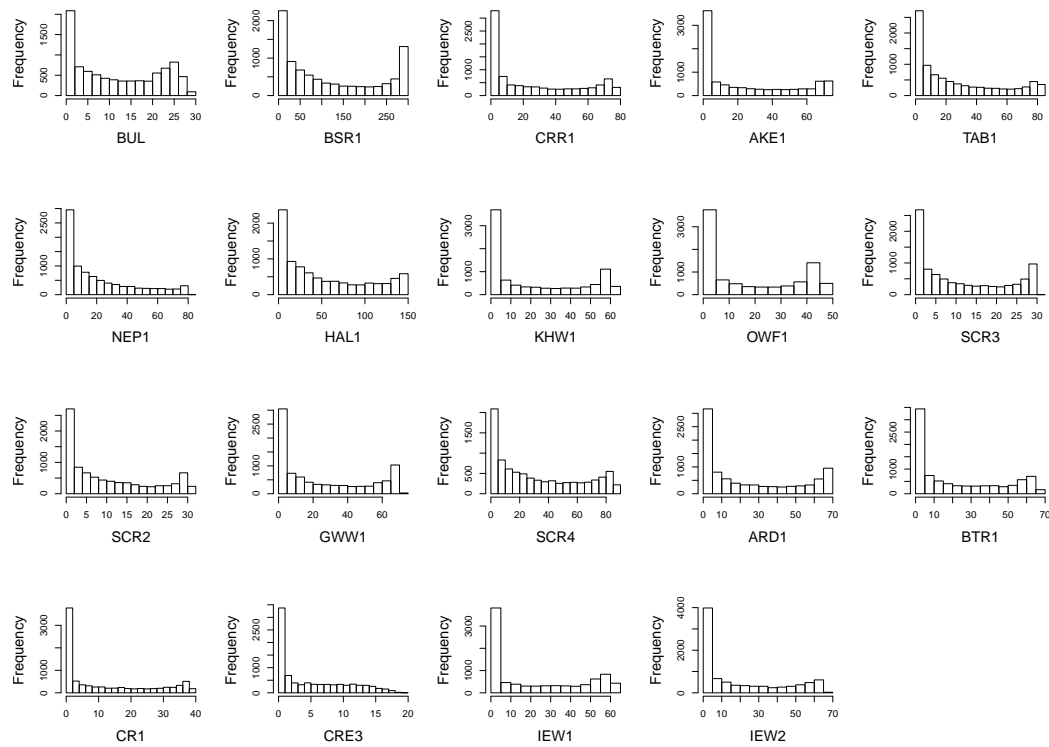 Frequency
0 500 1500
0 5 10 15 20 25 30
BUL
Frequency
0 1000 2000
50 150 250
BSR1
Frequency
0 1000 3000
0 20 40 60 80
CRR1
Frequency
0 1000 3000
0 20 40 60
AKE1
Frequency
0 1000 2000
0 20 40 60 80
TAB1
Frequency
0 1000 2500
0 20 40 60 80
NEP1
Frequency
0 1000 2000
0 50 100 150
HAL1
Frequency
0 1000 3000
0 10 20 30 40 50 60
KHW1
Frequency
0 1000 3000
0 10 20 30 40 50
OWF1
Frequency
0 1000 2000
0 5 10 20 30
SCR3
Frequency
0 1000 2000
0 5 10 20 30
SCR2
Frequency
0 1000 2500
0 20 40 60
GWW1
Frequency
0 500 1500
0 20 40 60 80
SCR4
Frequency
0 1000 2500
0 10 30 50 70
ARD1
Frequency
0 1000 2500
0 10 30 50 70
BTR1
Frequency
0 1000 3000
0 10 20 30 40
CR1
Frequency
0 1000 2500
0 5 10 15 20
CRE3
Frequency
0 1000 3000
0 10 20 30 40 50 60
IEW1
Frequency
0 2000 4000
0 10 30 50 70
IEW2